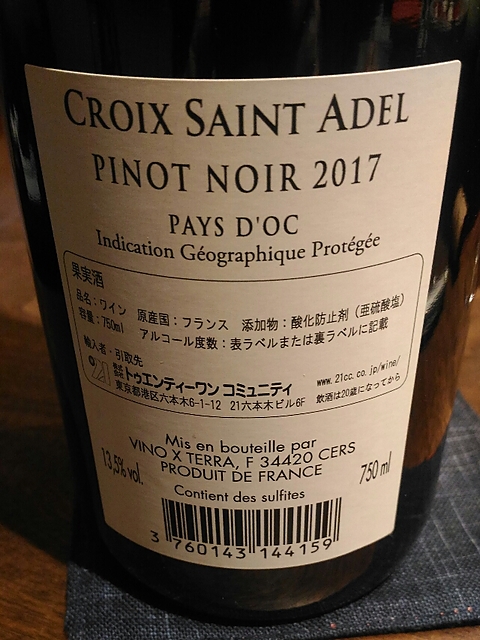 CROIX SAINT ADEL
PINOT NOIR 2017
PAYS D'OC
Indication Géographique Protégée
果実酒
品名：ワイン 原産国：フランス 添加物：酸化防止剤（亜硫酸塩）
容量：750ml アルコール度数：表ラベルまたは裏ラベルに記載
輸入者・引取先
21 株式会社 トゥエンティーワン コミュニティ www.21cc.co.jp/wine/
東京都港区六本木6-1-12 21六本木ビル6F 飲酒は20歳になってから
Mis en bouteille par
VINO X TERRA, F 34420 CERS
PRODUIT DE FRANCE
13,5% vol. 750 ml
Contient des sulfites
3 760143 144159